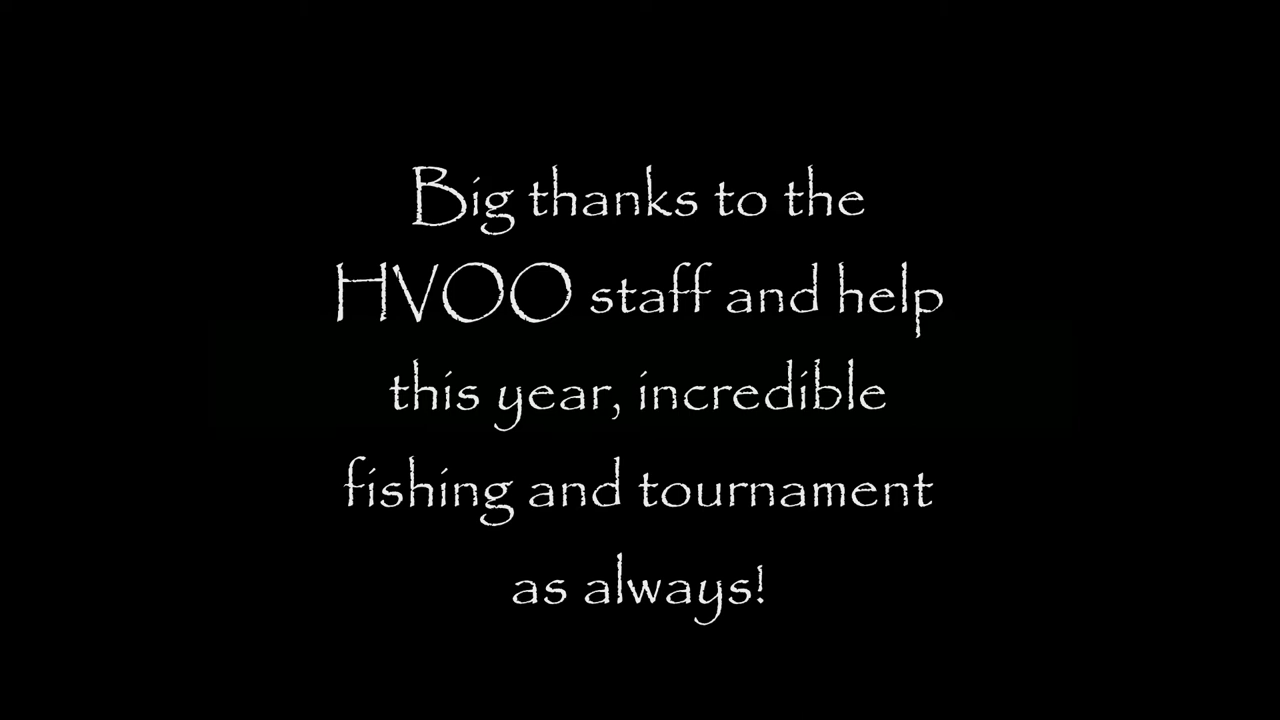 Big thanks to the
HVOO staff and help
this year, incredible
fishing and tournament
as always!